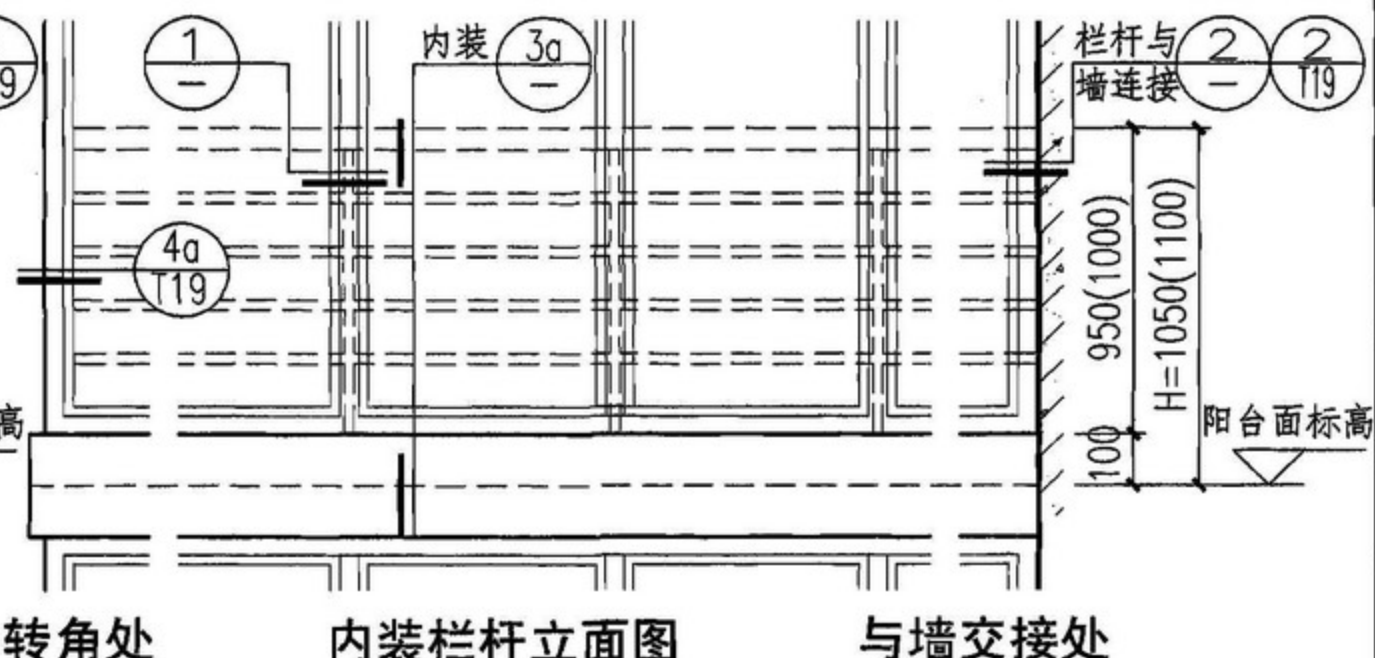 9
1
—
内装
3a
—
栏杆与
墙连接
2
—
2
T19
4a
T19
950(1000)
H=1050(1100)
100
高
阳台面标高
转角处
内装栏杆立面图
与墙交接处